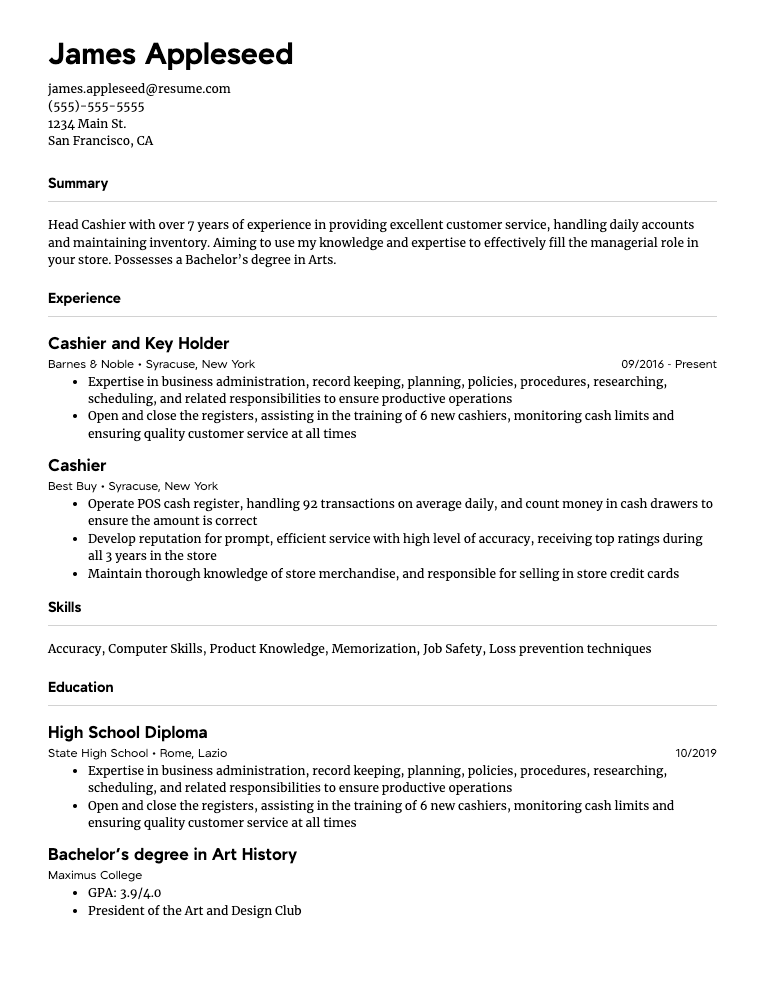 James Appleseed
james.appleseed@resume.com
(555)-555-5555
1234 Main St.
San Francisco, CA
Summary
Head Cashier with over 7 years of experience in providing excellent customer service, handling daily accounts
and maintaining inventory. Aiming to use my knowledge and expertise to effectively fill the managerial role in
your store. Possesses a Bachelor’s degree in Arts.
Experience
Cashier and Key Holder
Barnes & Noble • Syracuse, New York 09/2016 - Present
• Expertise in business administration, record keeping, planning, policies, procedures, researching,
scheduling, and related responsibilities to ensure productive operations
• Open and close the registers, assisting in the training of 6 new cashiers, monitoring cash limits and
ensuring quality customer service at all times
Cashier
Best Buy • Syracuse, New York
• Operate POS cash register, handling 92 transactions on average daily, and count money in cash drawers to
ensure the amount is correct
• Develop reputation for prompt, efficient service with high level of accuracy, receiving top ratings during
all 3 years in the store
• Maintain thorough knowledge of store merchandise, and responsible for selling in store credit cards
Skills
Accuracy, Computer Skills, Product Knowledge, Memorization, Job Safety, Loss prevention techniques
Education
High School Diploma
State High School • Rome, Lazio 10/2019
• Expertise in business administration, record keeping, planning, policies, procedures, researching,
scheduling, and related responsibilities to ensure productive operations
• Open and close the registers, assisting in the training of 6 new cashiers, monitoring cash limits and
ensuring quality customer service at all times
Bachelor’s degree in Art History
Maximus College
• GPA: 3.9/4.0
• President of the Art and Design Club